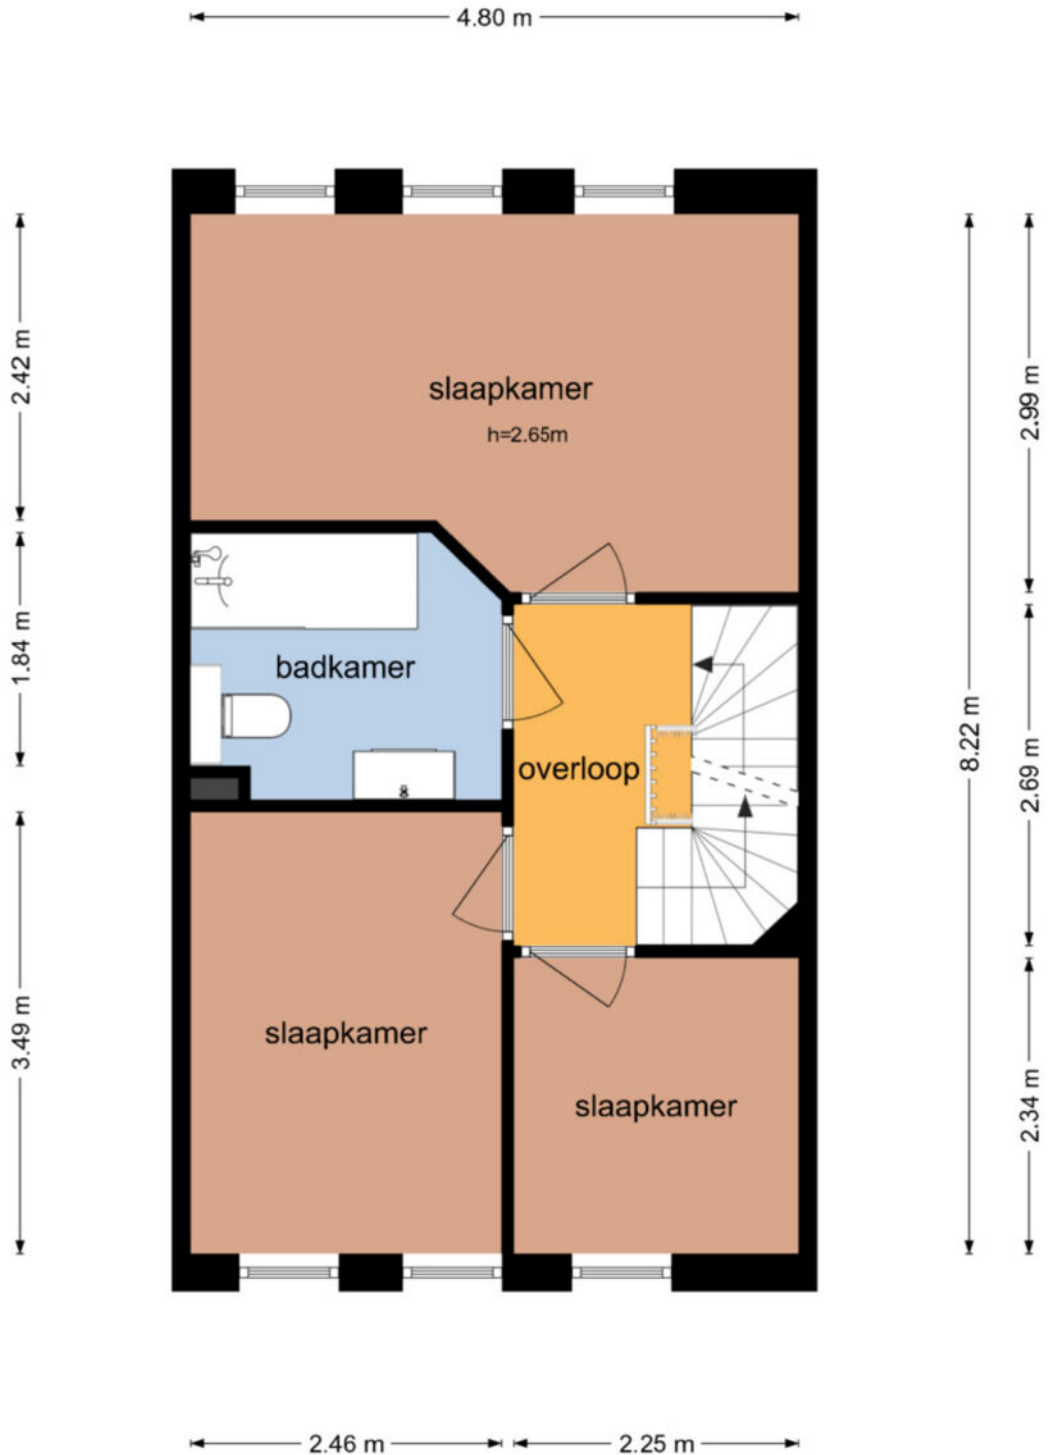 4.80 m
2.42 m
1.84 m
3.49 m
slaapkamer
h=2.65m
badkamer
overloop
slaapkamer
slaapkamer
8.22 m
2.99 m
2.69 m
2.34 m
2.46 m
2.25 m